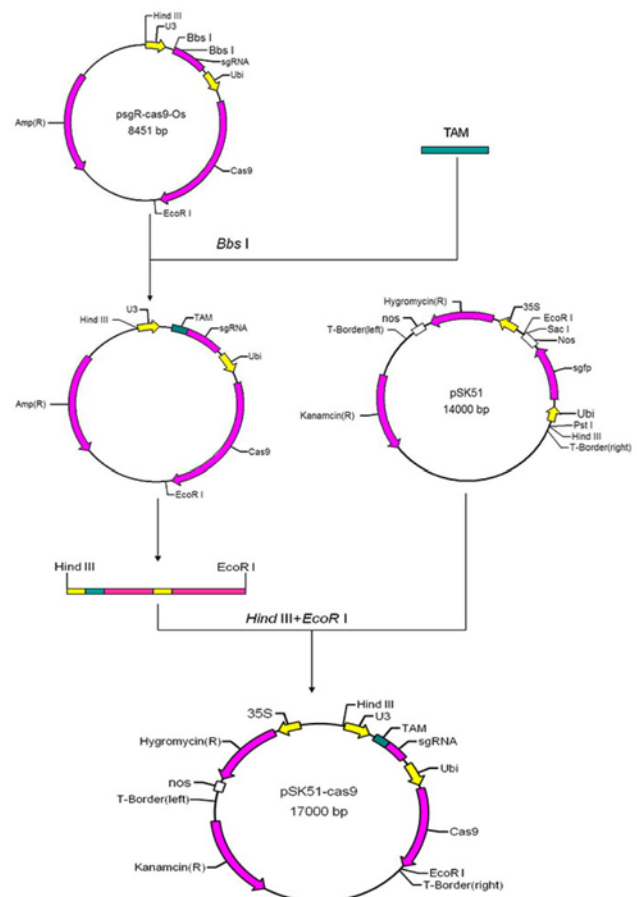 Hind III
U3
Bbs I
Bbs I
sgRNA
Ubi
psgR-cas9-Os
8451 bp
Amp(R)
Cas9
EcoR I
TAM
Bbs I
U3
Hind III
TAM
sgRNA
Ubi
Amp(R)
Cas9
EcoR I
Hygromycin(R)
35S
nos
EcoR I
Sac I
T-Border(left)
Nos
sgfp
pSK51
14000 bp
Kanamcin(R)
Ubi
Pst I
Hind III
T-Border(right)
Hind III
EcoR I
Hind III+EcoR I
Hind III
35S
U3
TAM
Hygromycin(R)
sgRNA
Ubi
nos
pSK51-cas9
T-Border(left)
17000 bp
Cas9
Kanamcin(R)
EcoR I
T-Border(right)